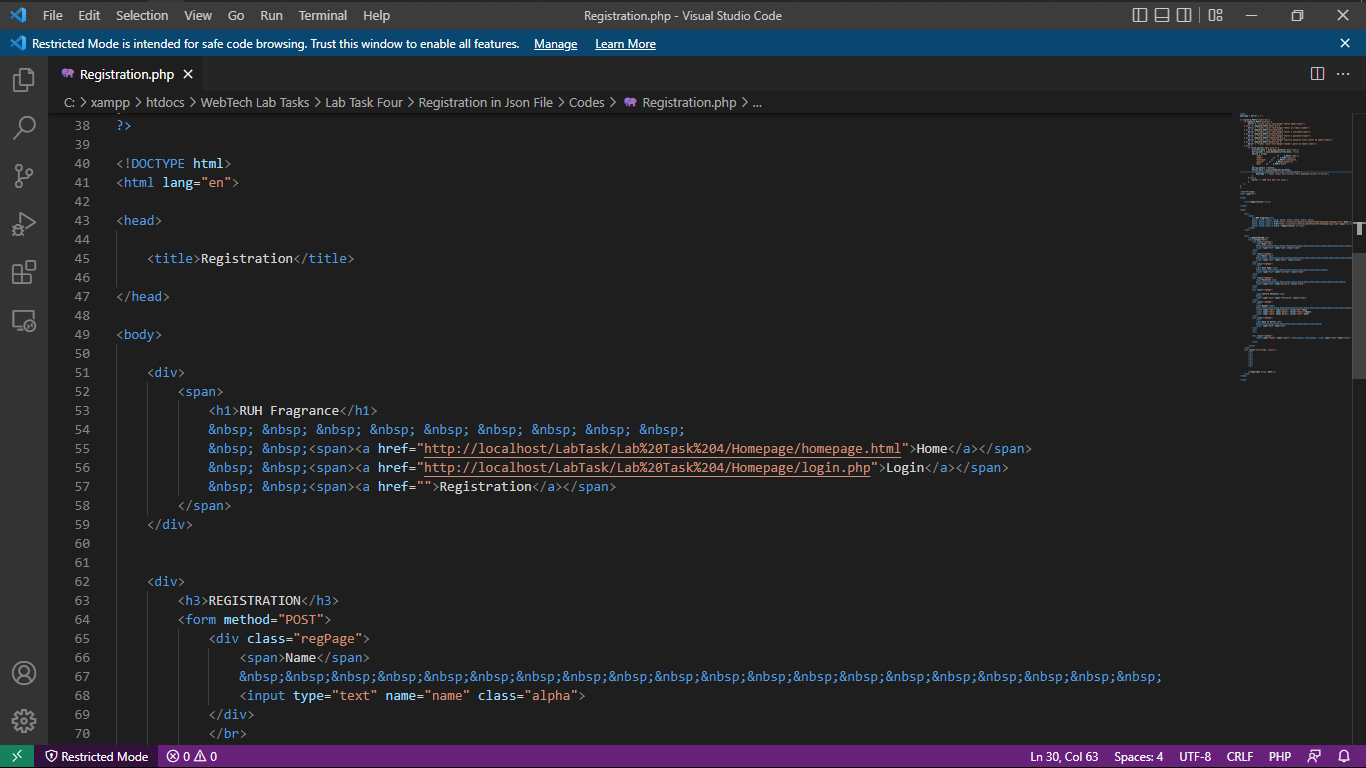 File Edit Selection View Go Run Terminal Help Registration.php - Visual Studio Code
Restricted Mode is intended for safe code browsing. Trust this window to enable all features. Manage Learn More
Registration.php
C: > xampp > htdocs > WebTech Lab Tasks > Lab Task Four > Registration in Json File > Codes > Registration.php > ...
38 ?>
39
40 <!DOCTYPE html>
41 <html lang="en">
42
43 <head>
44
45 <title>Registration</title>
46
47 </head>
48
49 <body>
50
51 <div>
52 <span>
53 <h1>RUH Fragrance</h1>
54 &nbsp; &nbsp; &nbsp; &nbsp; &nbsp; &nbsp; &nbsp; &nbsp; &nbsp;
55 &nbsp; &nbsp;<span><a href="http://localhost/LabTask/Lab%20Task%204/Homepage/homepage.html">Home</a></span>
56 &nbsp; &nbsp;<span><a href="http://localhost/LabTask/Lab%20Task%204/Homepage/login.php">Login</a></span>
57 &nbsp; &nbsp;<span><a href="">Registration</a></span>
58 </span>
59 </div>
60
61
62 <div>
63 <h3>REGISTRATION</h3>
64 <form method="POST">
65 <div class="regPage">
66 <span>Name</span>
67 &nbsp;&nbsp;&nbsp;&nbsp;&nbsp;&nbsp;&nbsp;&nbsp;&nbsp;&nbsp;&nbsp;&nbsp;&nbsp;&nbsp;&nbsp;&nbsp;&nbsp;&nbsp;&nbsp;&nbsp;
68 <input type="text" name="name" class="alpha">
69 </div>
70 </br>
Restricted Mode 0 0 Ln 30, Col 63 Spaces: 4 UTF-8 CRLF PHP